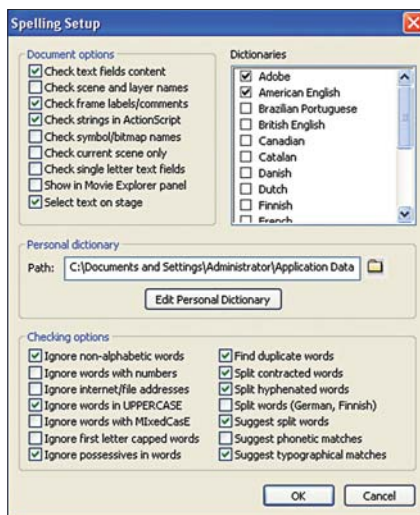 Spelling Setup
Document options
Check text fields content
Check scene and layer names
Check frame labels/comments
Check strings in ActionScript
Check symbol/bitmap names
Check current scene only
Check single letter text fields
Show in Movie Explorer panel
Select text on stage
Dictionaries
Adobe
American English
Brazilian Portuguese
British English
Canadian
Catalan
Danish
Dutch
Finnish
French
Personal dictionary
Path: C:\Documents and Settings\Administrator\Application Data
Edit Personal Dictionary
Checking options
Ignore non-alphabetic words
Ignore words with numbers
Ignore internet/file addresses
Ignore words in UPPERCASE
Ignore words with MIxedCasE
Ignore first letter capped words
Ignore possessives in words
Find duplicate words
Split contracted words
Split hyphenated words
Split words (German, Finnish)
Suggest split words
Suggest phonetic matches
Suggest typographical matches
OK Cancel